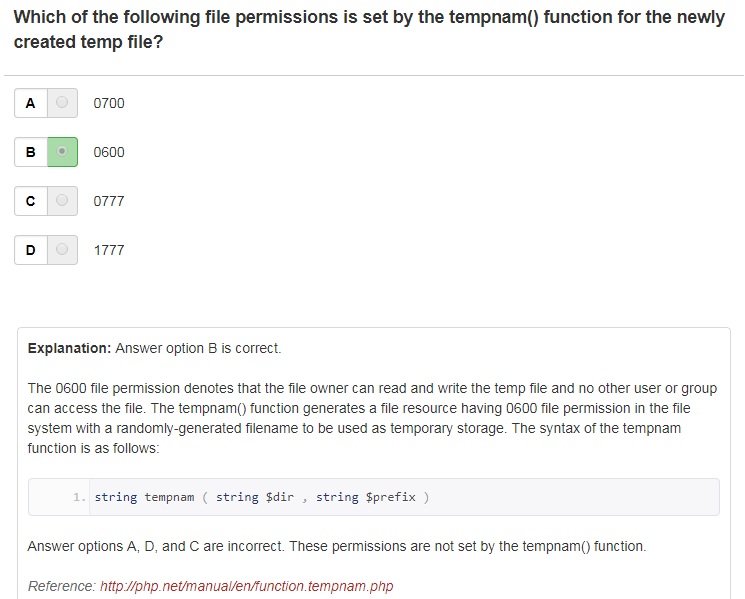 Which of the following file permissions is set by the tempnam() function for the newly
created temp file?
A 0700
B 0600
C 0777
D 1777
Explanation: Answer option B is correct.
The 0600 file permission denotes that the file owner can read and write the temp file and no other user or group
can access the file. The tempnam() function generates a file resource having 0600 file permission in the file
system with a randomly-generated filename to be used as temporary storage. The syntax of the tempnam
function is as follows:
1. string tempnam ( string $dir , string $prefix )
Answer options A, D, and C are incorrect. These permissions are not set by the tempnam() function.
Reference: http://php.net/manual/en/function.tempnam.php